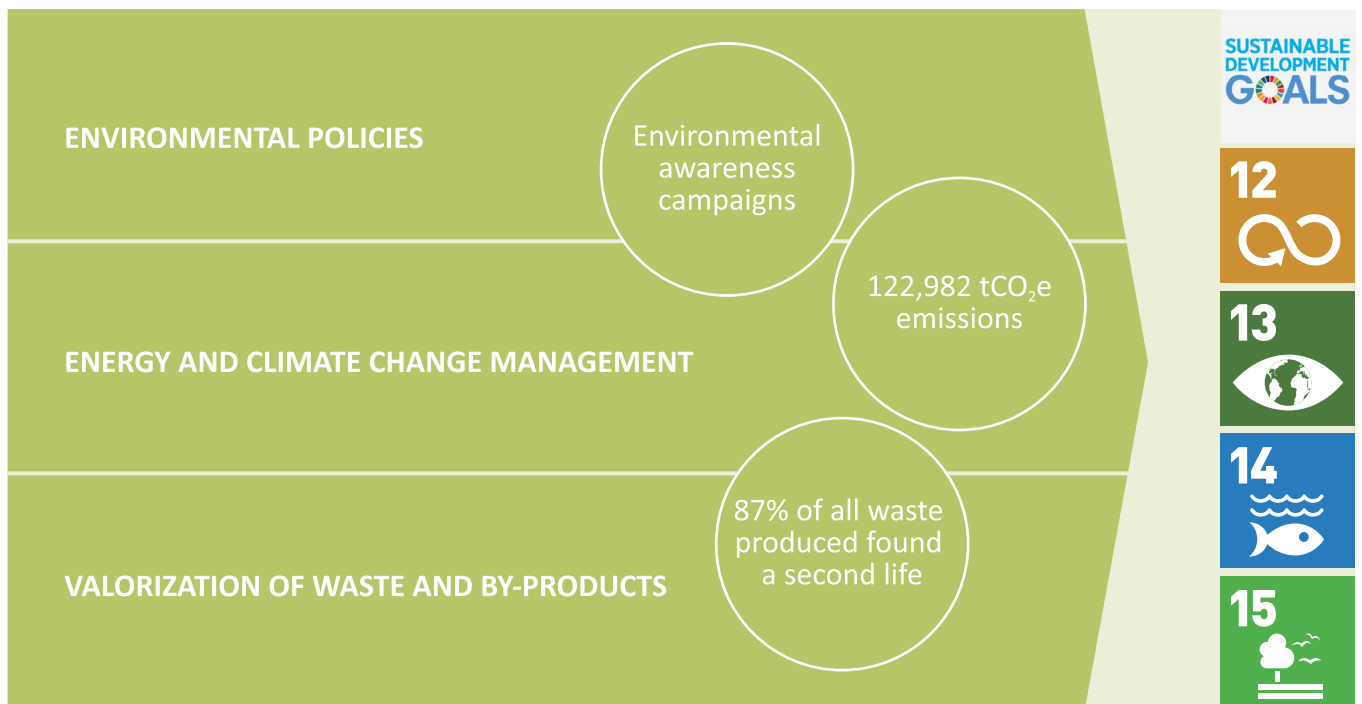 ENVIRONMENTAL POLICIES
Environmental
awareness
campaigns
ENERGY AND CLIMATE CHANGE MANAGEMENT
122,982 tCO₂e
emissions
VALORIZATION OF WASTE AND BY-PRODUCTS
87% of all waste
produced found
a second life
SUSTAINABLE
DEVELOPMENT
GOALS
12
13
14
15